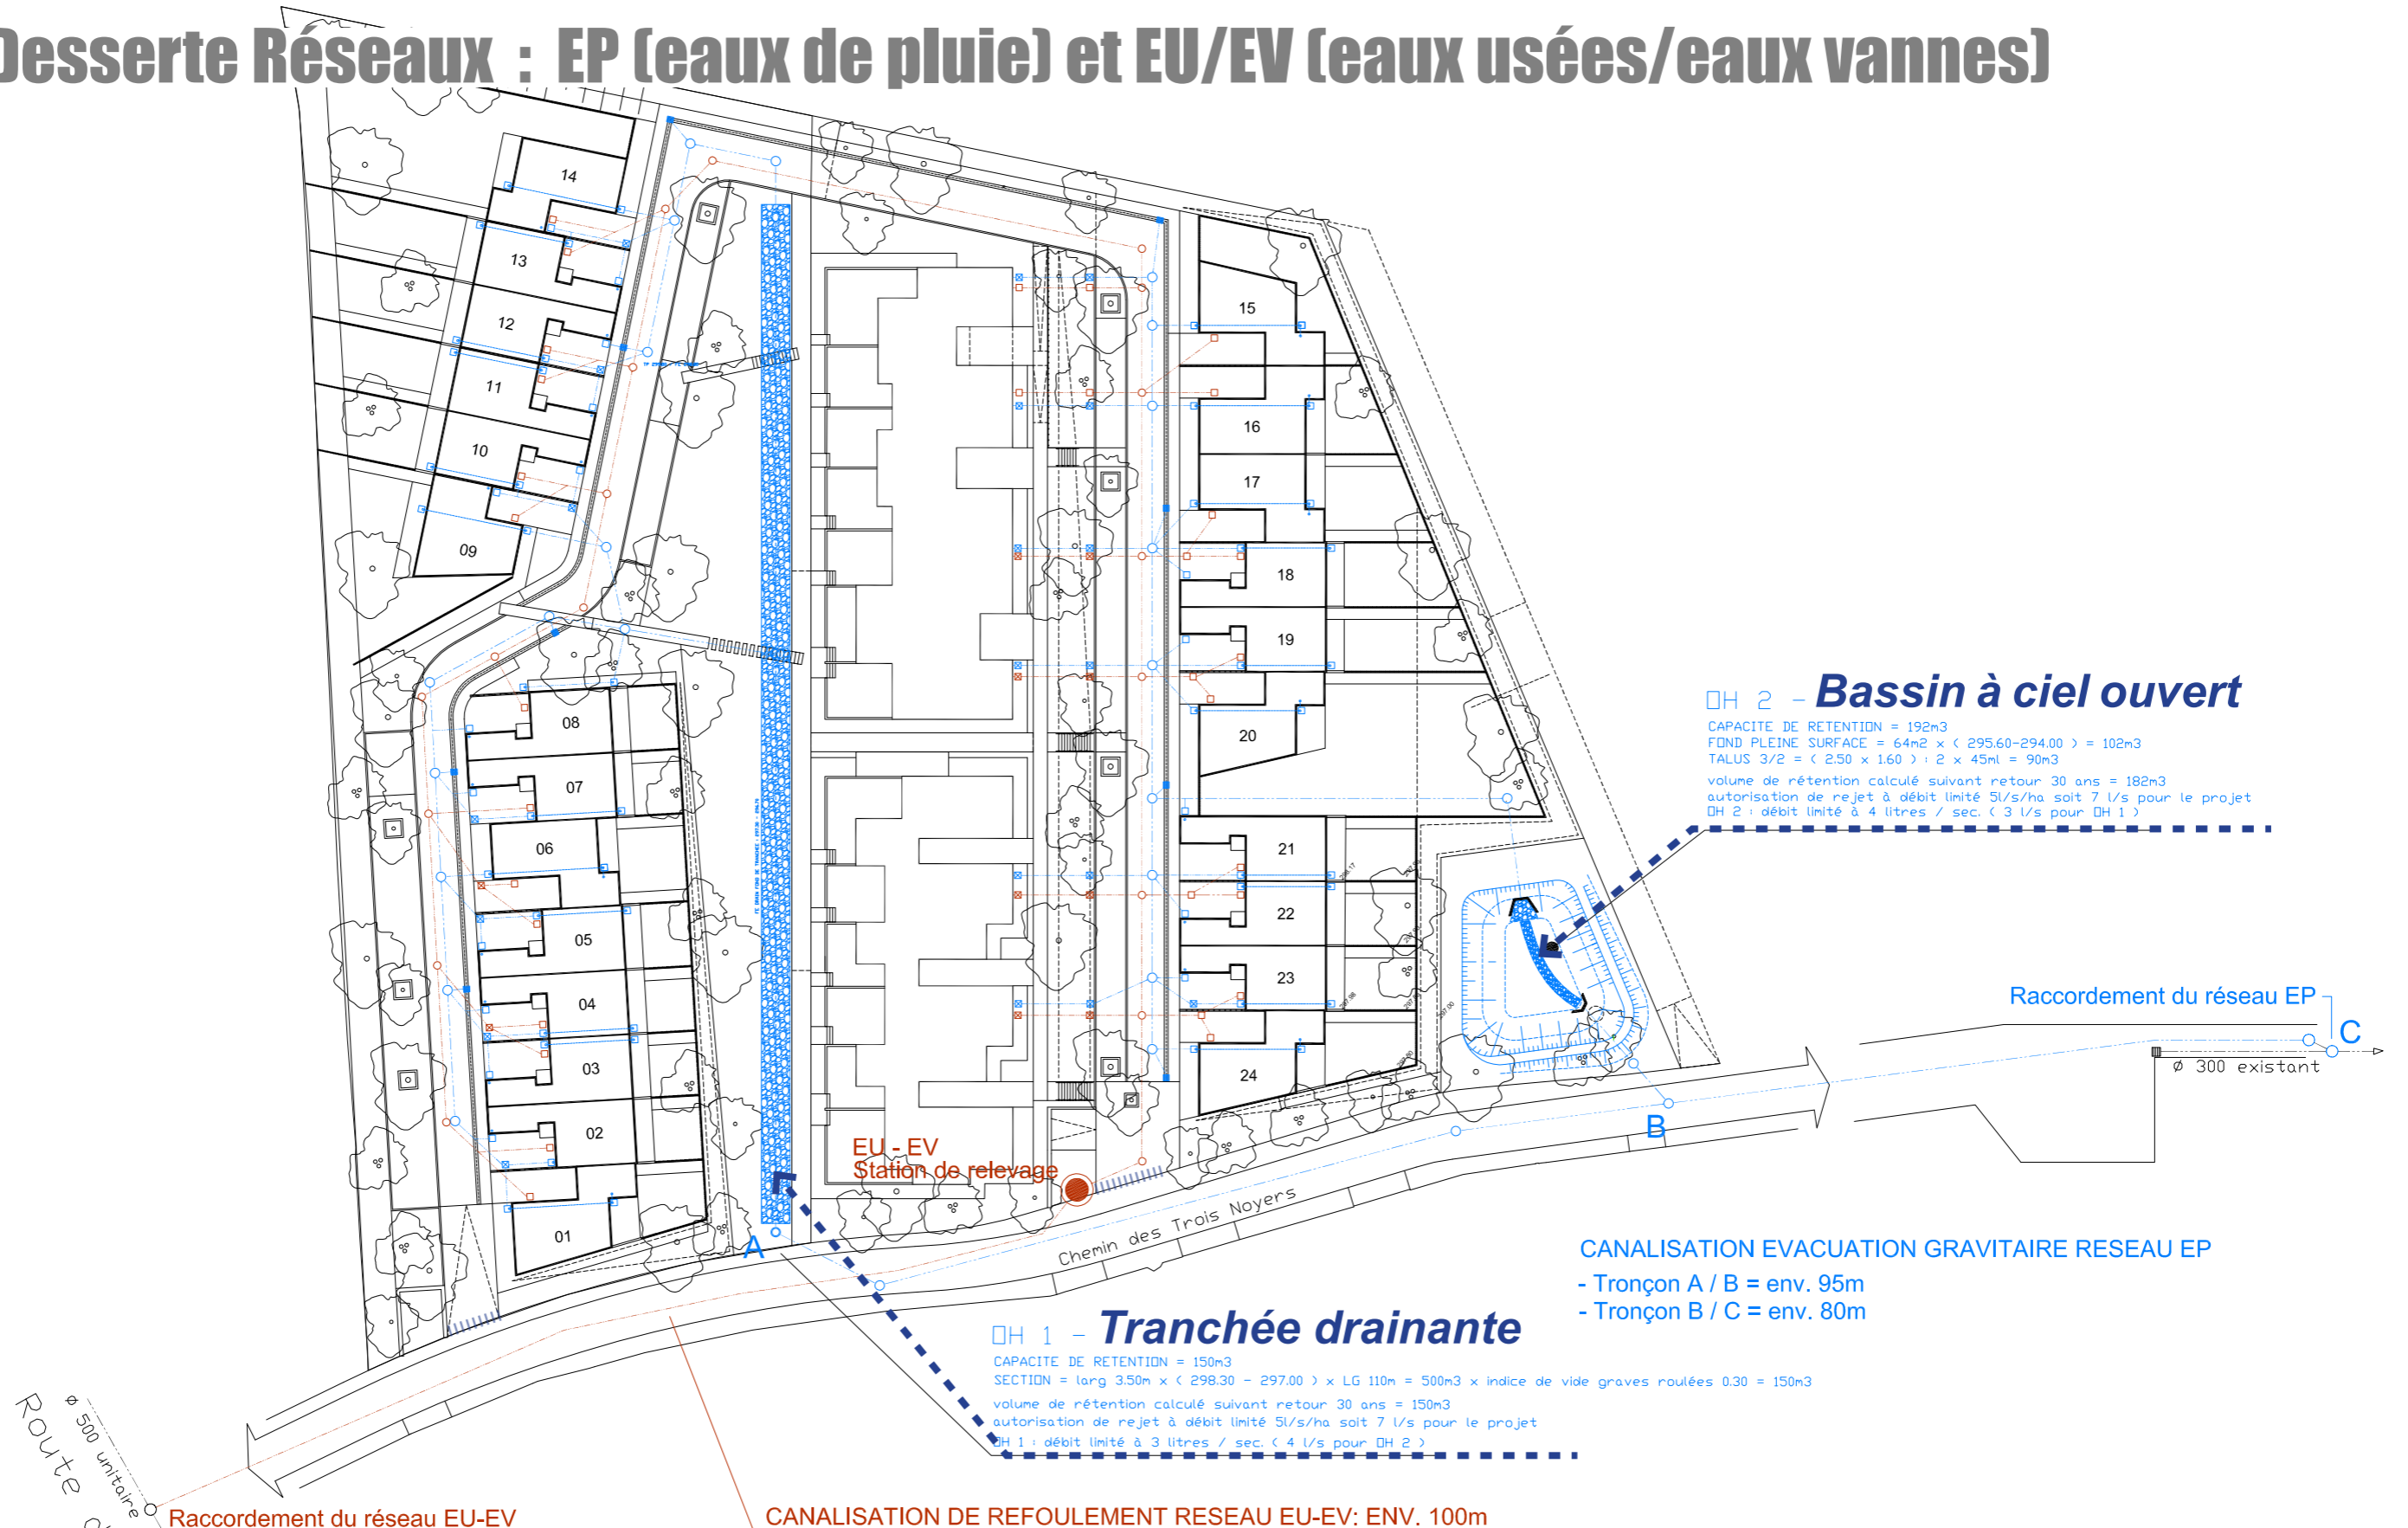 Desserte Réseaux : EP (eaux de pluie) et EU/EV (eaux usées/eaux vannes)
14
13
12
11
10
09
08
07
06
05
04
03
02
01
15
16
17
18
19
20
21
22
23
24
OH 2 - Bassin à ciel ouvert
CAPACITE DE RETENTION = 192m3
FOND PLEINE SURFACE = 64m2 x ( 295.60-294.00 ) = 102m3
TALUS 3/2 = ( 2.50 x 1.60 ) : 2 x 45ml = 90m3
volume de rétention calculé suivant retour 30 ans = 182m3
autorisation de rejet à débit limité 5l/s/ha soit 7 l/s pour le projet
OH 2 : débit limité à 4 litres / sec. ( 3 l/s pour OH 1 )
Raccordement du réseau EP
C
Ø 300 existant
B
EU - EV
Station de relevage
A
Chemin des Trois Noyers
CANALISATION EVACUATION GRAVITAIRE RESEAU EP
- Tronçon A / B = env. 95m
- Tronçon B / C = env. 80m
OH 1 - Tranchée drainante
CAPACITE DE RETENTION = 150m3
SECTION = larg 3.50m x ( 298.30 - 297.00 ) x LG 110m = 500m3 x indice de vide graves roulées 0.30 = 150m3
volume de rétention calculé suivant retour 30 ans = 150m3
autorisation de rejet à débit limité 5l/s/ha soit 7 l/s pour le projet
OH 1 : débit limité à 3 litres / sec. ( 4 l/s pour OH 2 )
Ø 500 unitaire
Route
Raccordement du réseau EU-EV
CANALISATION DE REFOULEMENT RESEAU EU-EV: ENV. 100m